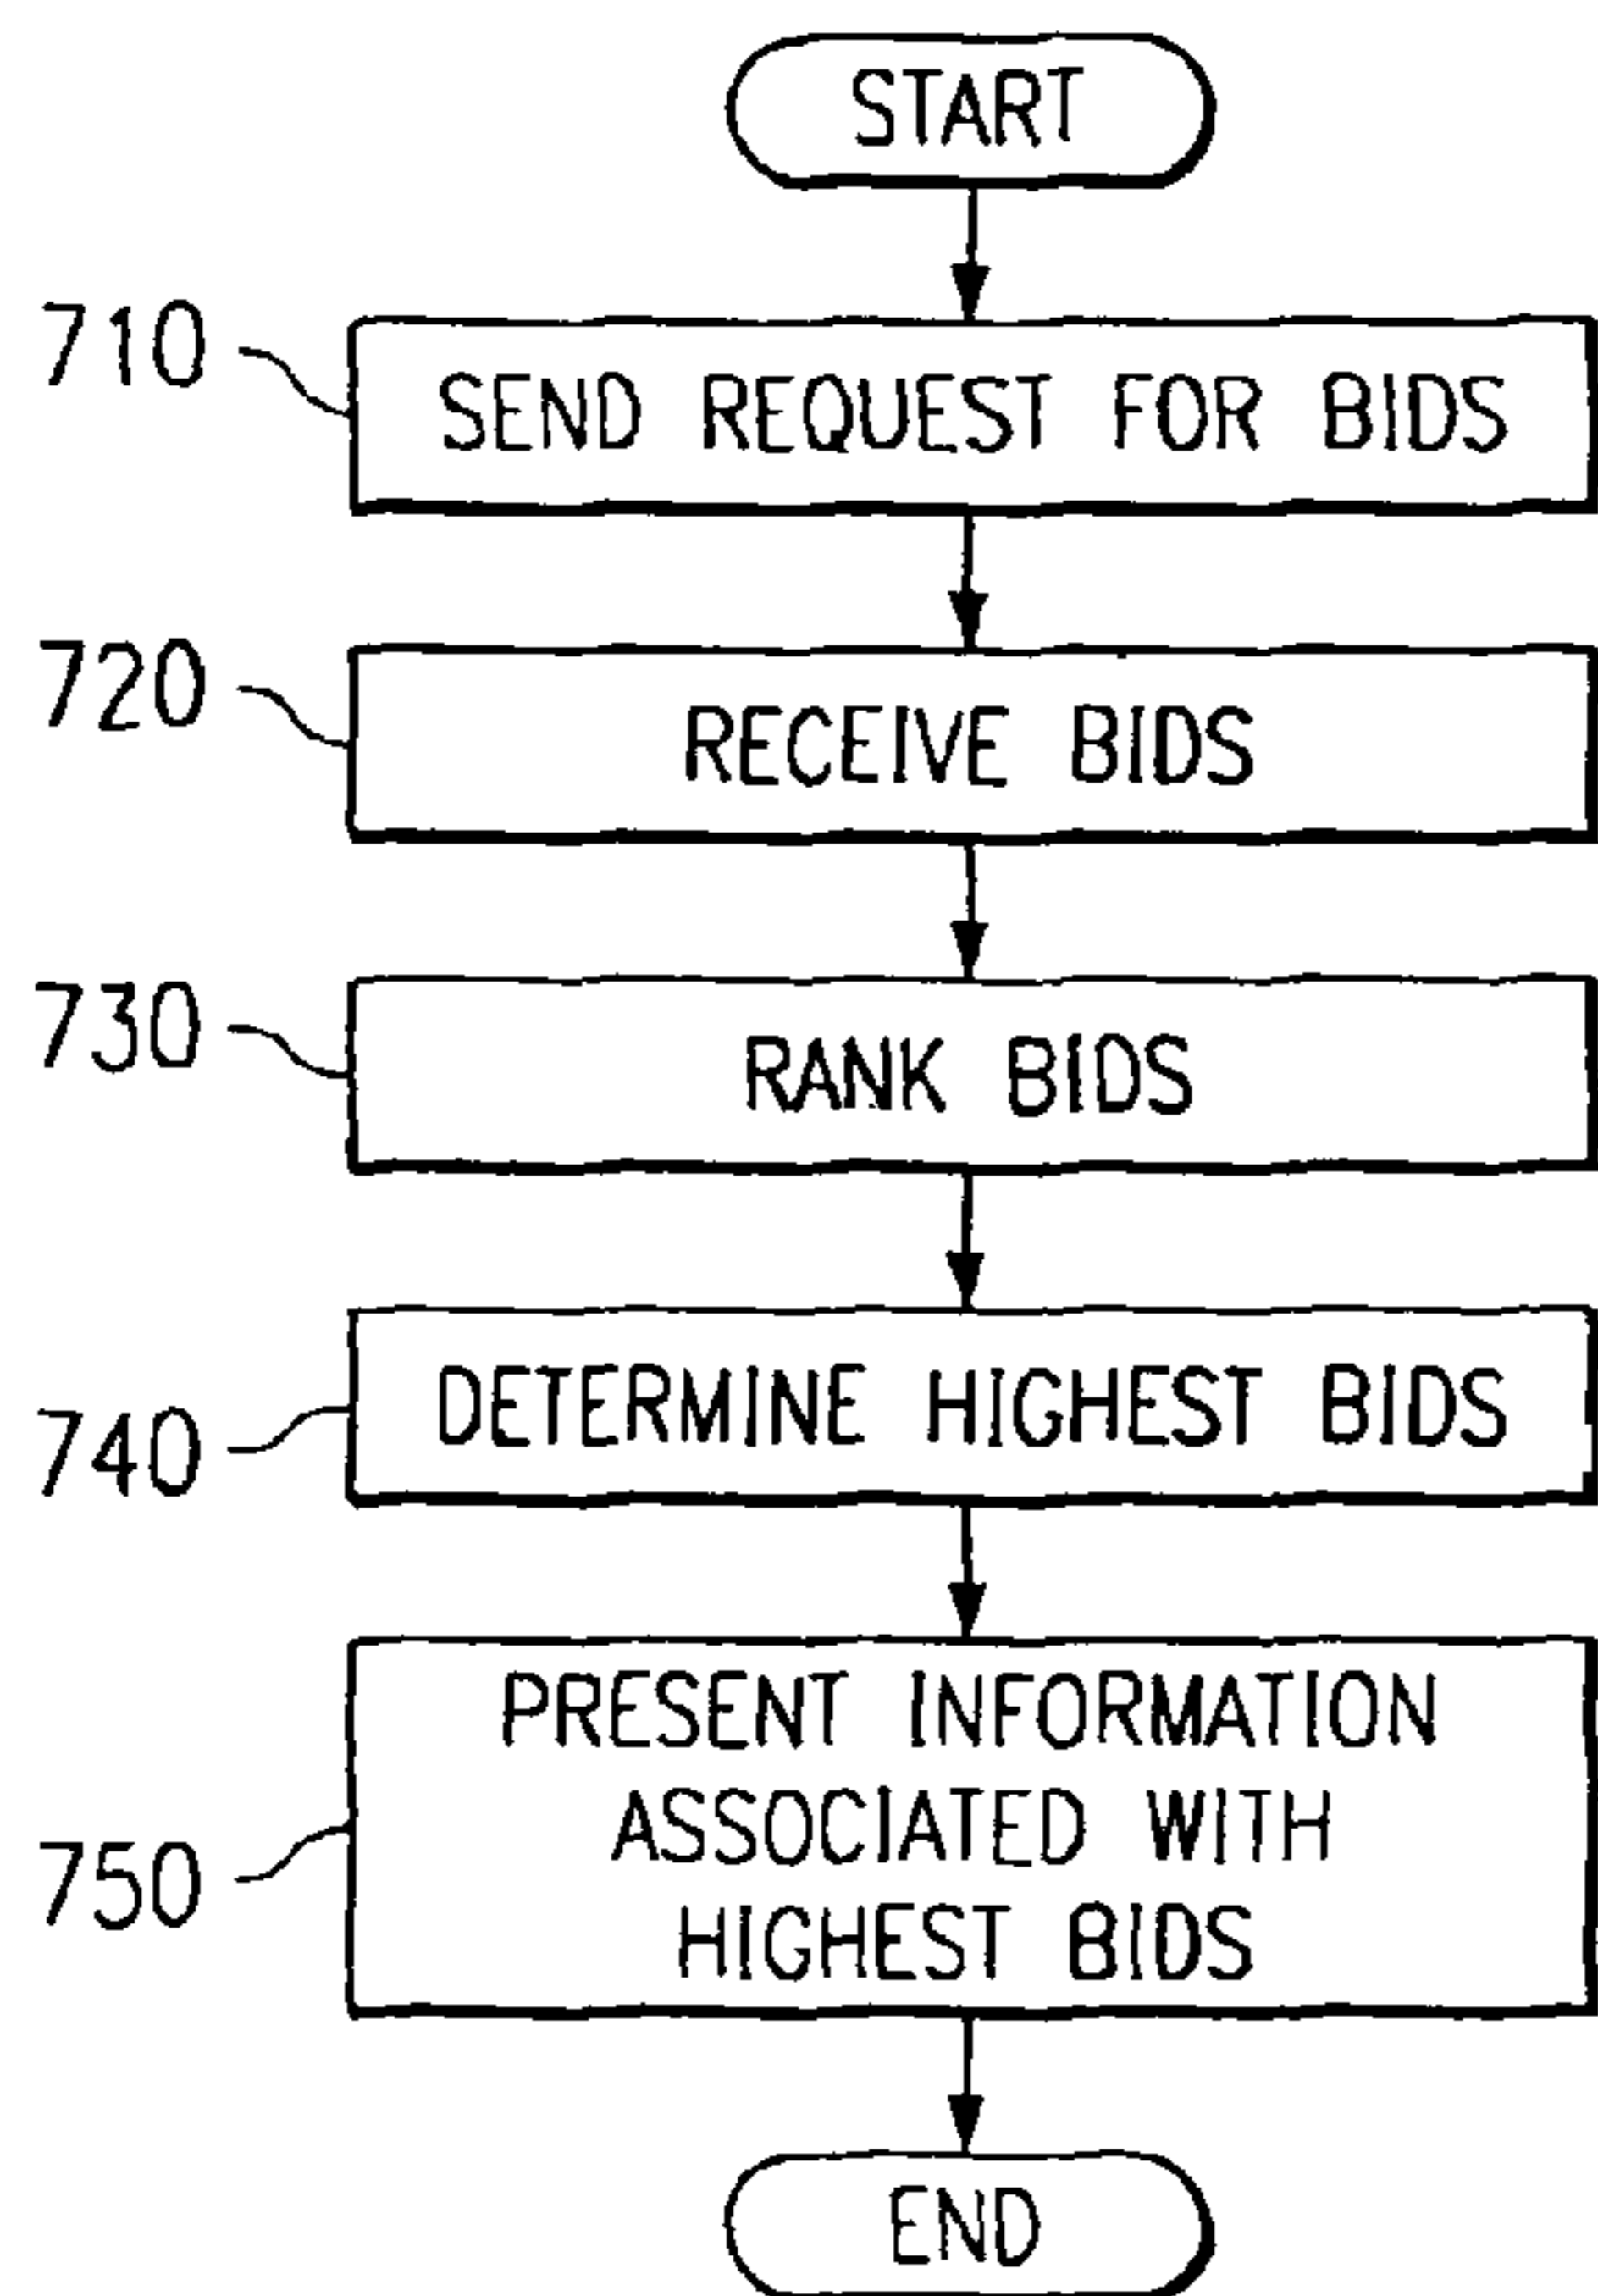 START
710
SEND REQUEST FOR BIDS
720
RECEIVE BIDS
730
RANK BIDS
740
DETERMINE HIGHEST BIDS
750
PRESENT INFORMATION
ASSOCIATED WITH
HIGHEST BIDS
END